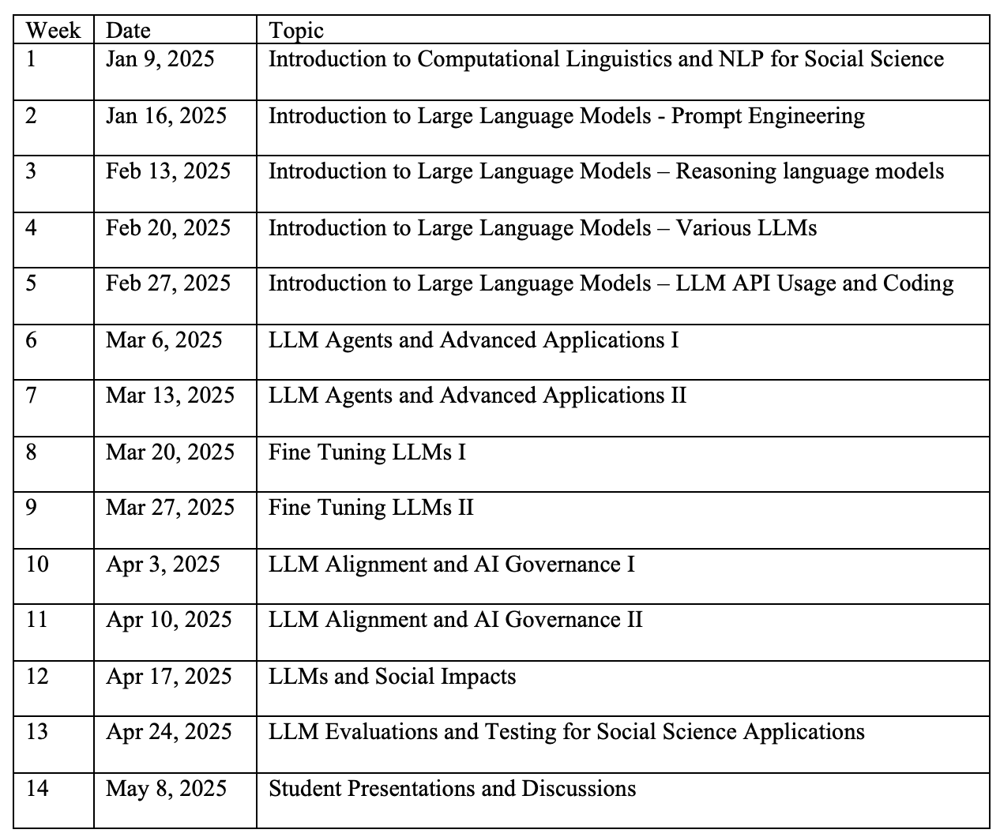 Week Date Topic
1 Jan 9, 2025 Introduction to Computational Linguistics and NLP for Social Science
2 Jan 16, 2025 Introduction to Large Language Models - Prompt Engineering
3 Feb 13, 2025 Introduction to Large Language Models – Reasoning language models
4 Feb 20, 2025 Introduction to Large Language Models – Various LLMs
5 Feb 27, 2025 Introduction to Large Language Models – LLM API Usage and Coding
6 Mar 6, 2025 LLM Agents and Advanced Applications I
7 Mar 13, 2025 LLM Agents and Advanced Applications II
8 Mar 20, 2025 Fine Tuning LLMs I
9 Mar 27, 2025 Fine Tuning LLMs II
10 Apr 3, 2025 LLM Alignment and AI Governance I
11 Apr 10, 2025 LLM Alignment and AI Governance II
12 Apr 17, 2025 LLMs and Social Impacts
13 Apr 24, 2025 LLM Evaluations and Testing for Social Science Applications
14 May 8, 2025 Student Presentations and Discussions